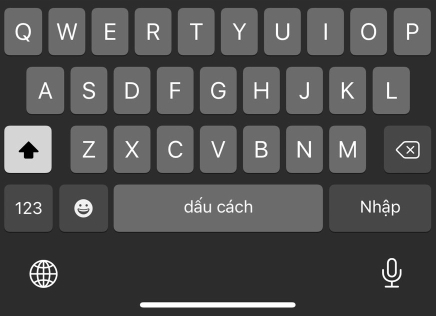 Q W E R T Y U I O P
A S D F G H J K L
Z X C V B N M
123 dấu cách Nhập